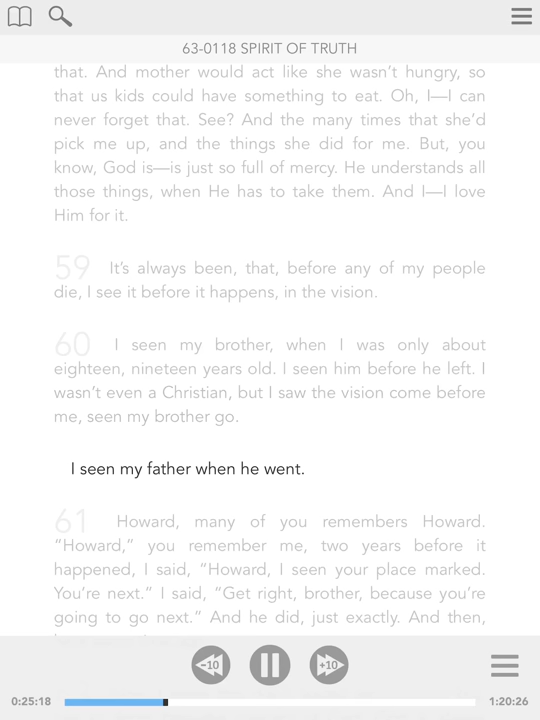 63-0118 SPIRIT OF TRUTH
that. And mother would act like she wasn’t hungry, so
that us kids could have something to eat. Oh, I—I can
never forget that. See? And the many times that she’d
pick me up, and the things she did for me. But, you
know, God is—is just so full of mercy. He understands all
those things, when He has to take them. And I—I love
Him for it.
59 It’s always been, that, before any of my people
die, I see it before it happens, in the vision.
60 I seen my brother, when I was only about
eighteen, nineteen years old. I seen him before he left. I
wasn’t even a Christian, but I saw the vision come before
me, seen my brother go.
I seen my father when he went.
61 Howard, many of you remembers Howard.
“Howard,” you remember me, two years before it
happened, I said, “Howard, I seen your place marked.
You’re next.” I said, “Get right, brother, because you’re
going to go next.” And he did, just exactly. And then,
-10 +10
0:25:18 1:20:26